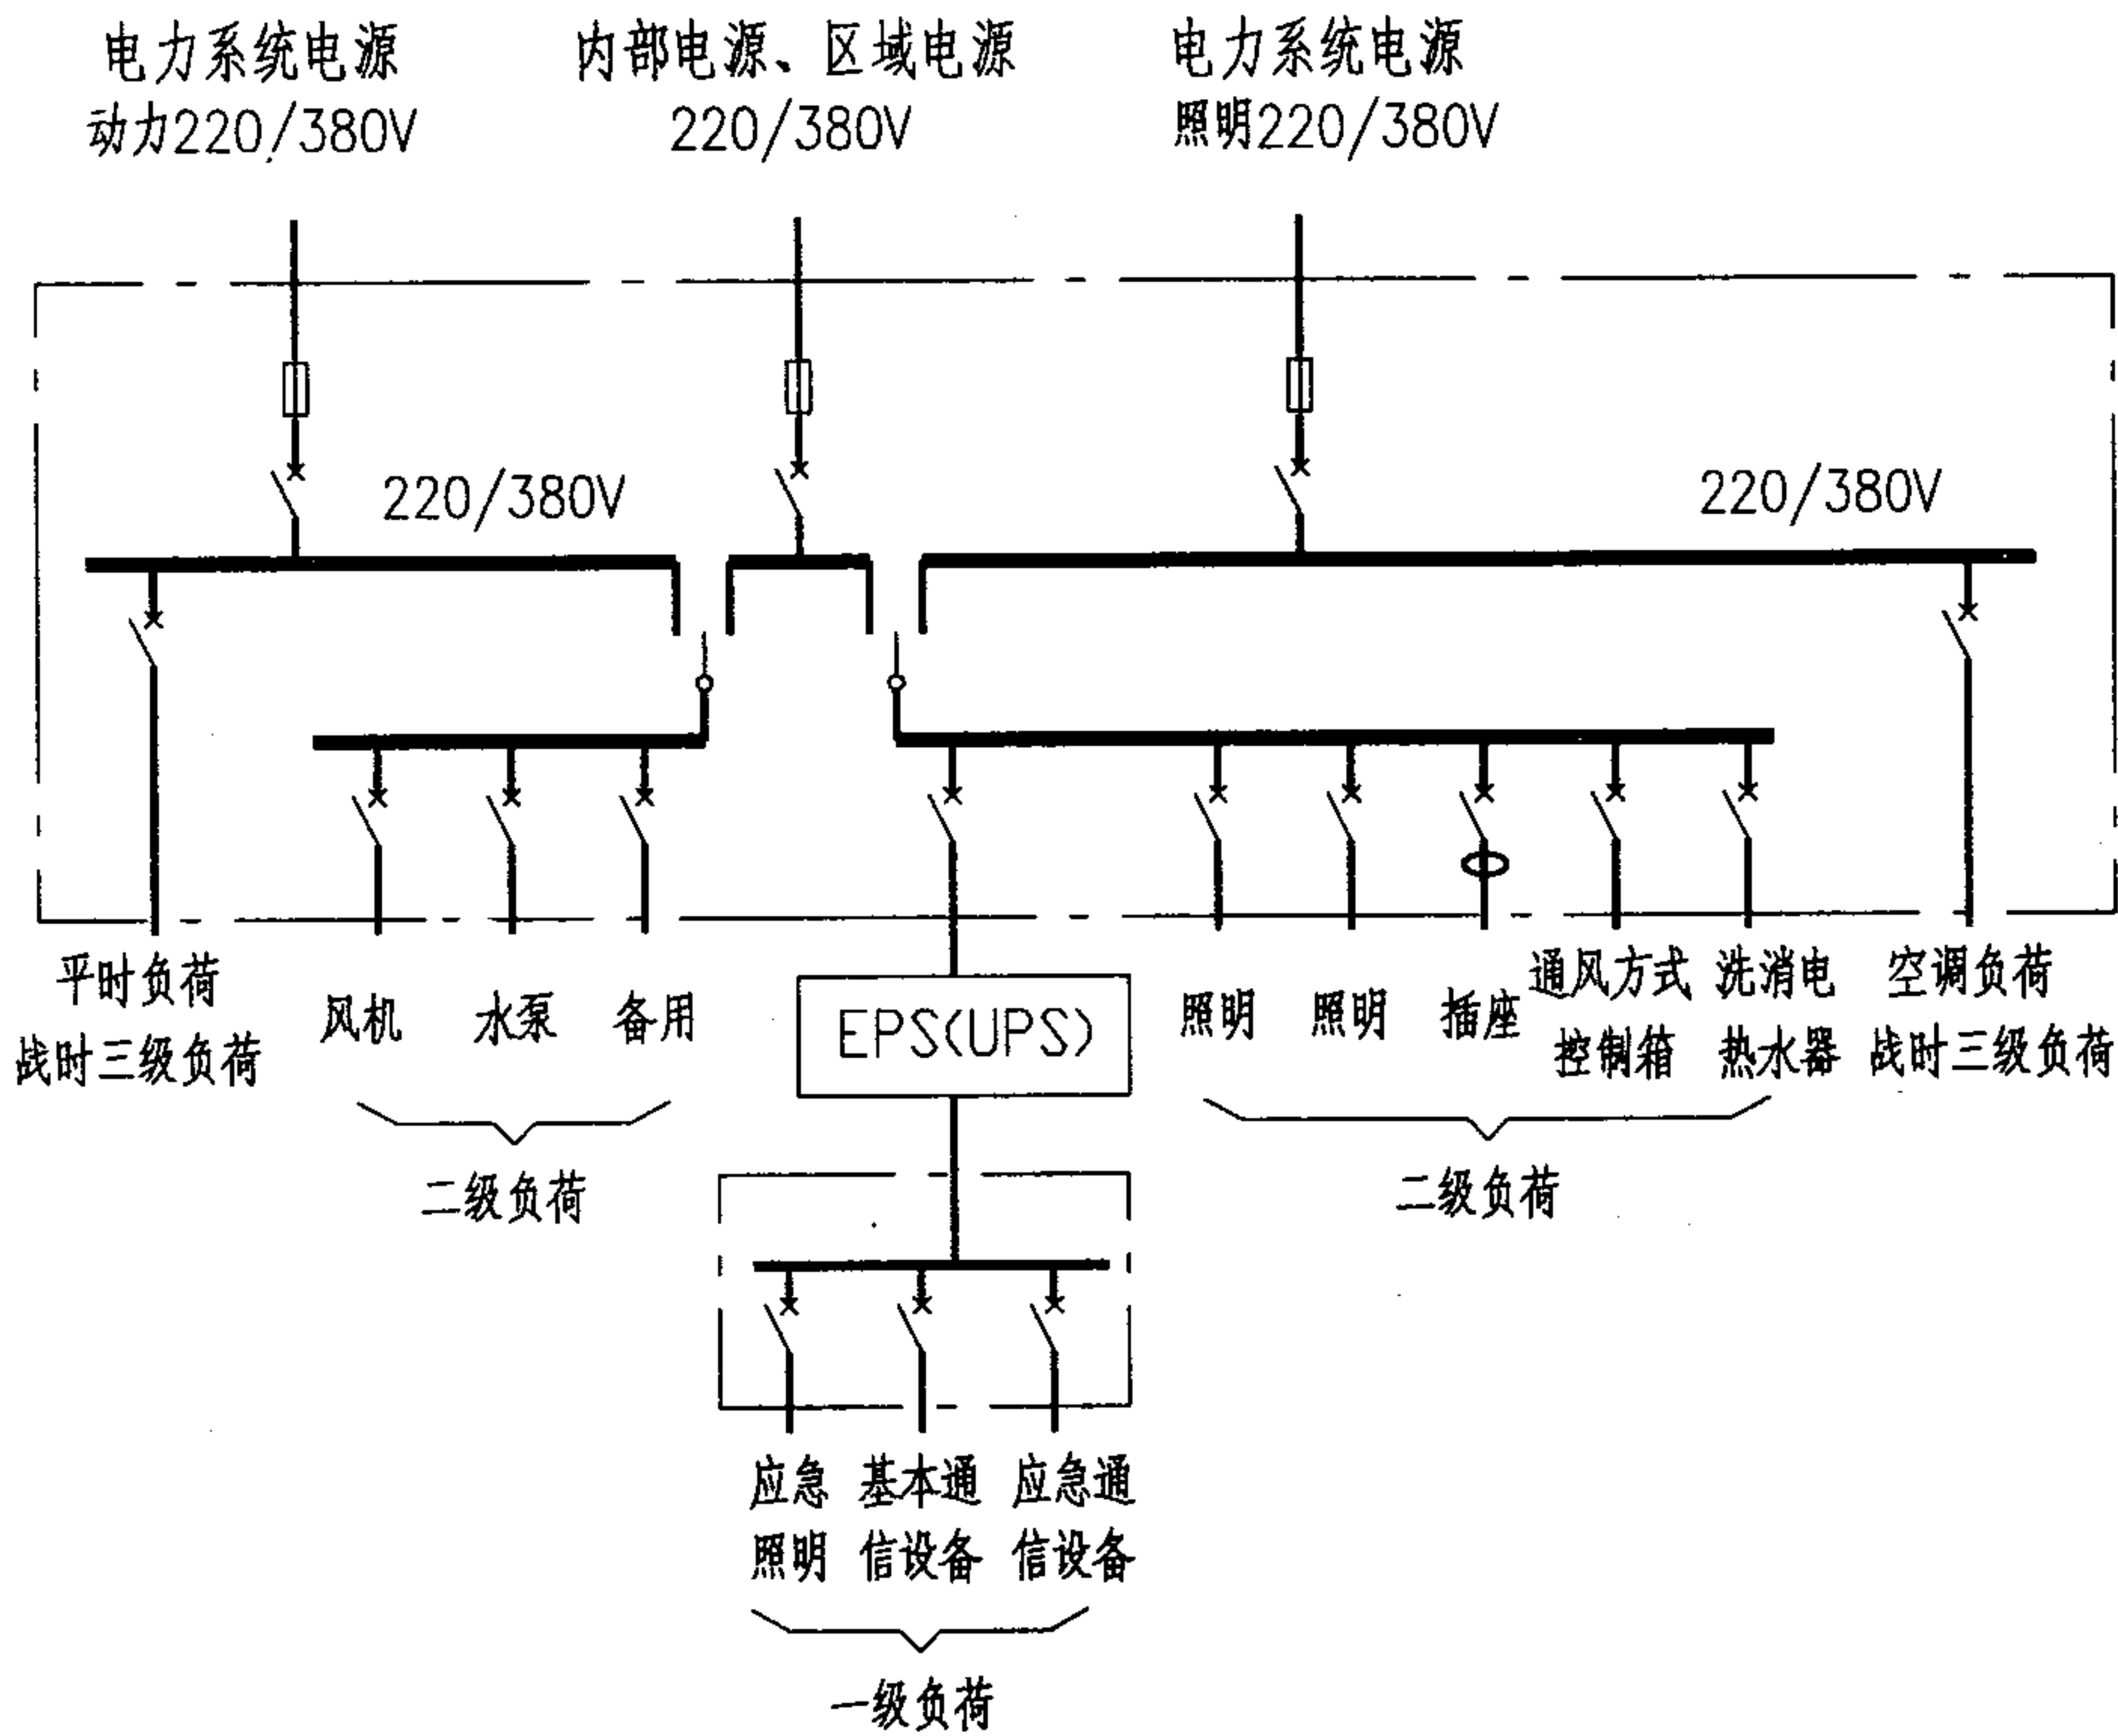 电力系统电源
动力220/380V
内部电源、区域电源
220/380V
电力系统电源
照明220/380V
220/380V
220/380V
平时负荷
战时三级负荷
风机
水泵
备用
EPS(UPS)
照明
照明
插座
通风方式
控制箱
洗消电
热水器
空调负荷
战时三级负荷
二级负荷
二级负荷
应急
照明
基本通
信设备
应急通
信设备
一级负荷